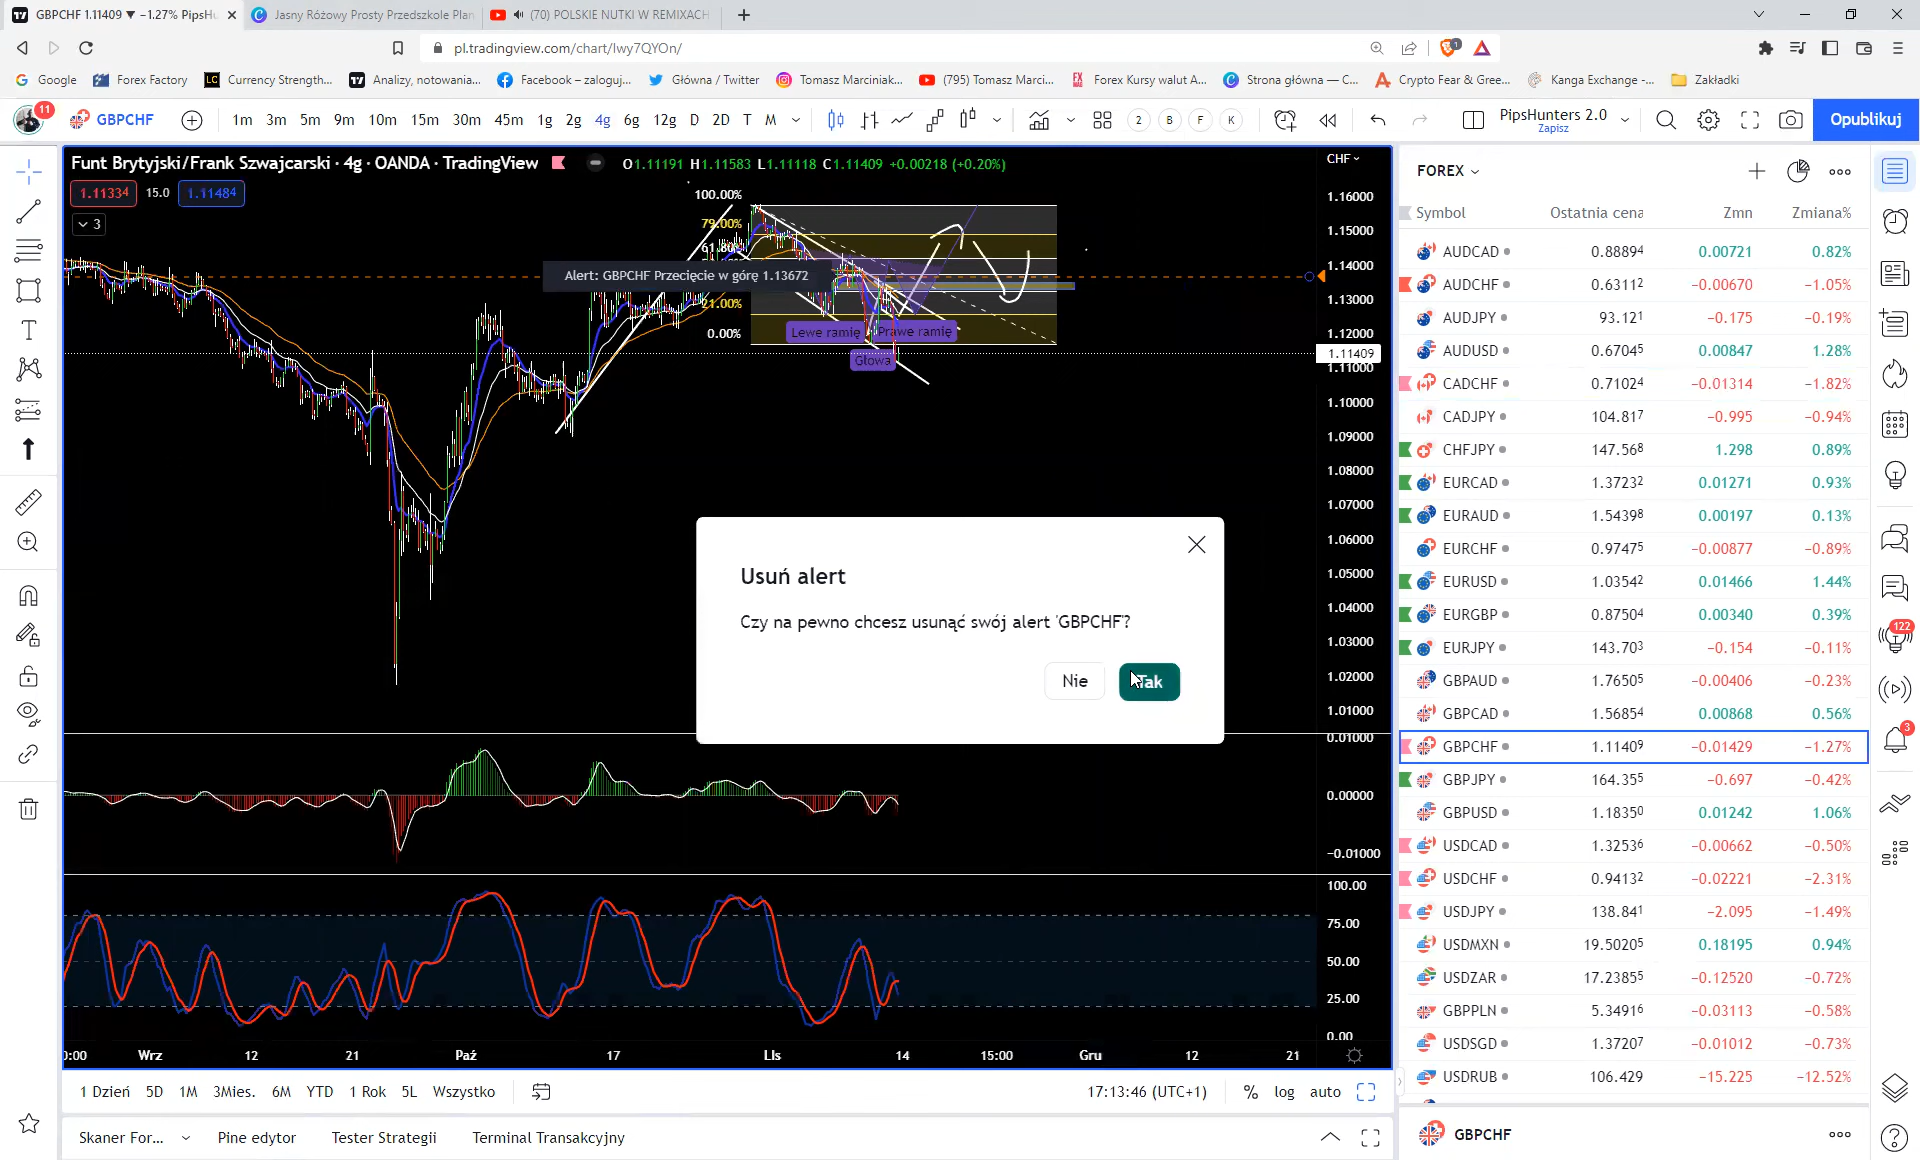 GBPCHF 1.11409 ▼ −1.27% PipsHu
Jasny Różowy Prosty Przedszkole Plan
(70) POLSKIE NUTKI W REMIXACH
pl.tradingview.com/chart/Iwy7QYOn/
Google
Forex Factory
Currency Strength...
Analizy, notowania...
Facebook – zaloguj...
Główna / Twitter
Tomasz Marciniak...
(795) Tomasz Marci...
Forex Kursy walut A...
Strona główna — C...
Crypto Fear & Gree...
Kanga Exchange -...
Zakładki
11
GBPCHF
1m 3m 5m 9m 10m 15m 30m 45m 1g 2g 4g 6g 12g D 2D T M
2 B F K
PipsHunters 2.0
Zapisz
Opublikuj
Funt Brytyjski/Frank Szwajcarski · 4g · OANDA · TradingView
O1.11191 H1.11583 L1.11118 C1.11409 +0.00218 (+0.20%)
1.11334 15.0 1.11484
3
100.00%
79.00%
61.80%
21.00%
0.00%
Alert: GBPCHF Przecięcie w górę 1.13672
Lewe ramię
Prawe ramię
Głowa
CHF
1.16000
1.15000
1.14000
1.13000
1.12000
1.11409
1.11000
1.10000
1.09000
1.08000
1.07000
1.06000
1.05000
1.04000
1.03000
1.02000
1.01000
0.01000
0.00000
−0.01000
100.00
75.00
50.00
25.00
0.00
Usuń alert
Czy na pewno chcesz usunąć swój alert 'GBPCHF'?
Nie
Tak
:00 Wrz 12 21 Paź 17 Lis 14 15:00 Gru 12 21
1 Dzień 5D 1M 3Mies. 6M YTD 1 Rok 5L Wszystko
17:13:46 (UTC+1)
% log auto
Skaner For...
Pine edytor
Tester Strategii
Terminal Transakcyjny
FOREX
Symbol Ostatnia cena Zmn Zmiana%
AUDCAD 0.88894 0.00721 0.82%
AUDCHF 0.63112 −0.00670 −1.05%
AUDJPY 93.121 −0.175 −0.19%
AUDUSD 0.67045 0.00847 1.28%
CADCHF 0.71024 −0.01314 −1.82%
CADJPY 104.817 −0.995 −0.94%
CHFJPY 147.568 1.298 0.89%
EURCAD 1.37232 0.01271 0.93%
EURAUD 1.54398 0.00197 0.13%
EURCHF 0.97475 −0.00877 −0.89%
EURUSD 1.03542 0.01466 1.44%
EURGBP 0.87504 0.00340 0.39%
EURJPY 143.703 −0.154 −0.11%
GBPAUD 1.76505 −0.00406 −0.23%
GBPCAD 1.56854 0.00868 0.56%
GBPCHF 1.11409 −0.01429 −1.27%
GBPJPY 164.355 −0.697 −0.42%
GBPUSD 1.18350 0.01242 1.06%
USDCAD 1.32536 −0.00662 −0.50%
USDCHF 0.94132 −0.02221 −2.31%
USDJPY 138.841 −2.095 −1.49%
USDMXN 19.50205 0.18195 0.94%
USDZAR 17.23855 −0.12520 −0.72%
GBPPLN 5.34916 −0.03113 −0.58%
USDSGD 1.37207 −0.01012 −0.73%
USDRUB 106.429 −15.225 −12.52%
GBPCHF
122
3